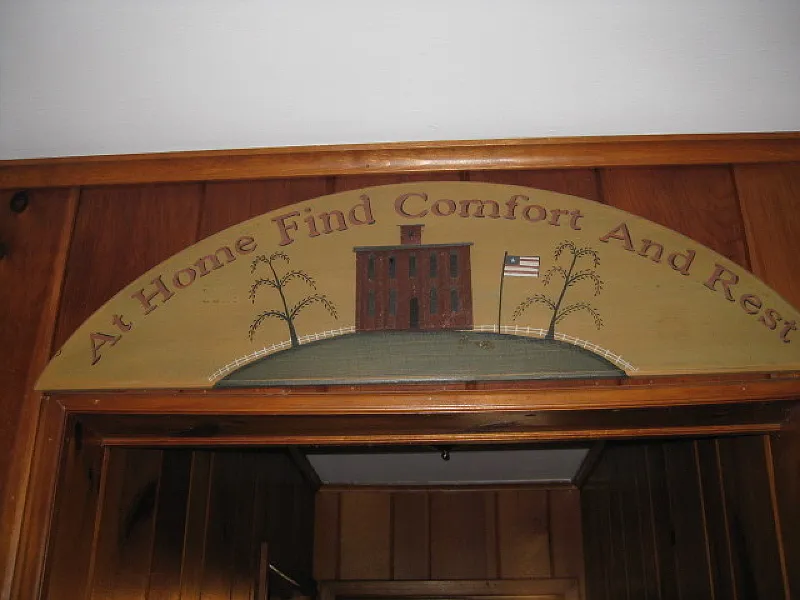 At Home Find Comfort And Rest